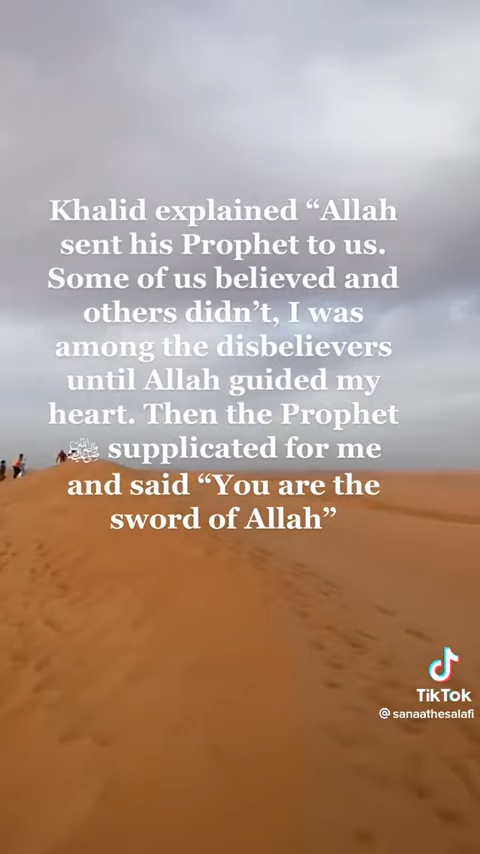 Khalid explained “Allah
sent his Prophet to us.
Some of us believed and
others didn’t, I was
among the disbelievers
until Allah guided my
heart. Then the Prophet
ﷺ supplicated for me
and said “You are the
sword of Allah”
TikTok
@sanaathesalafi